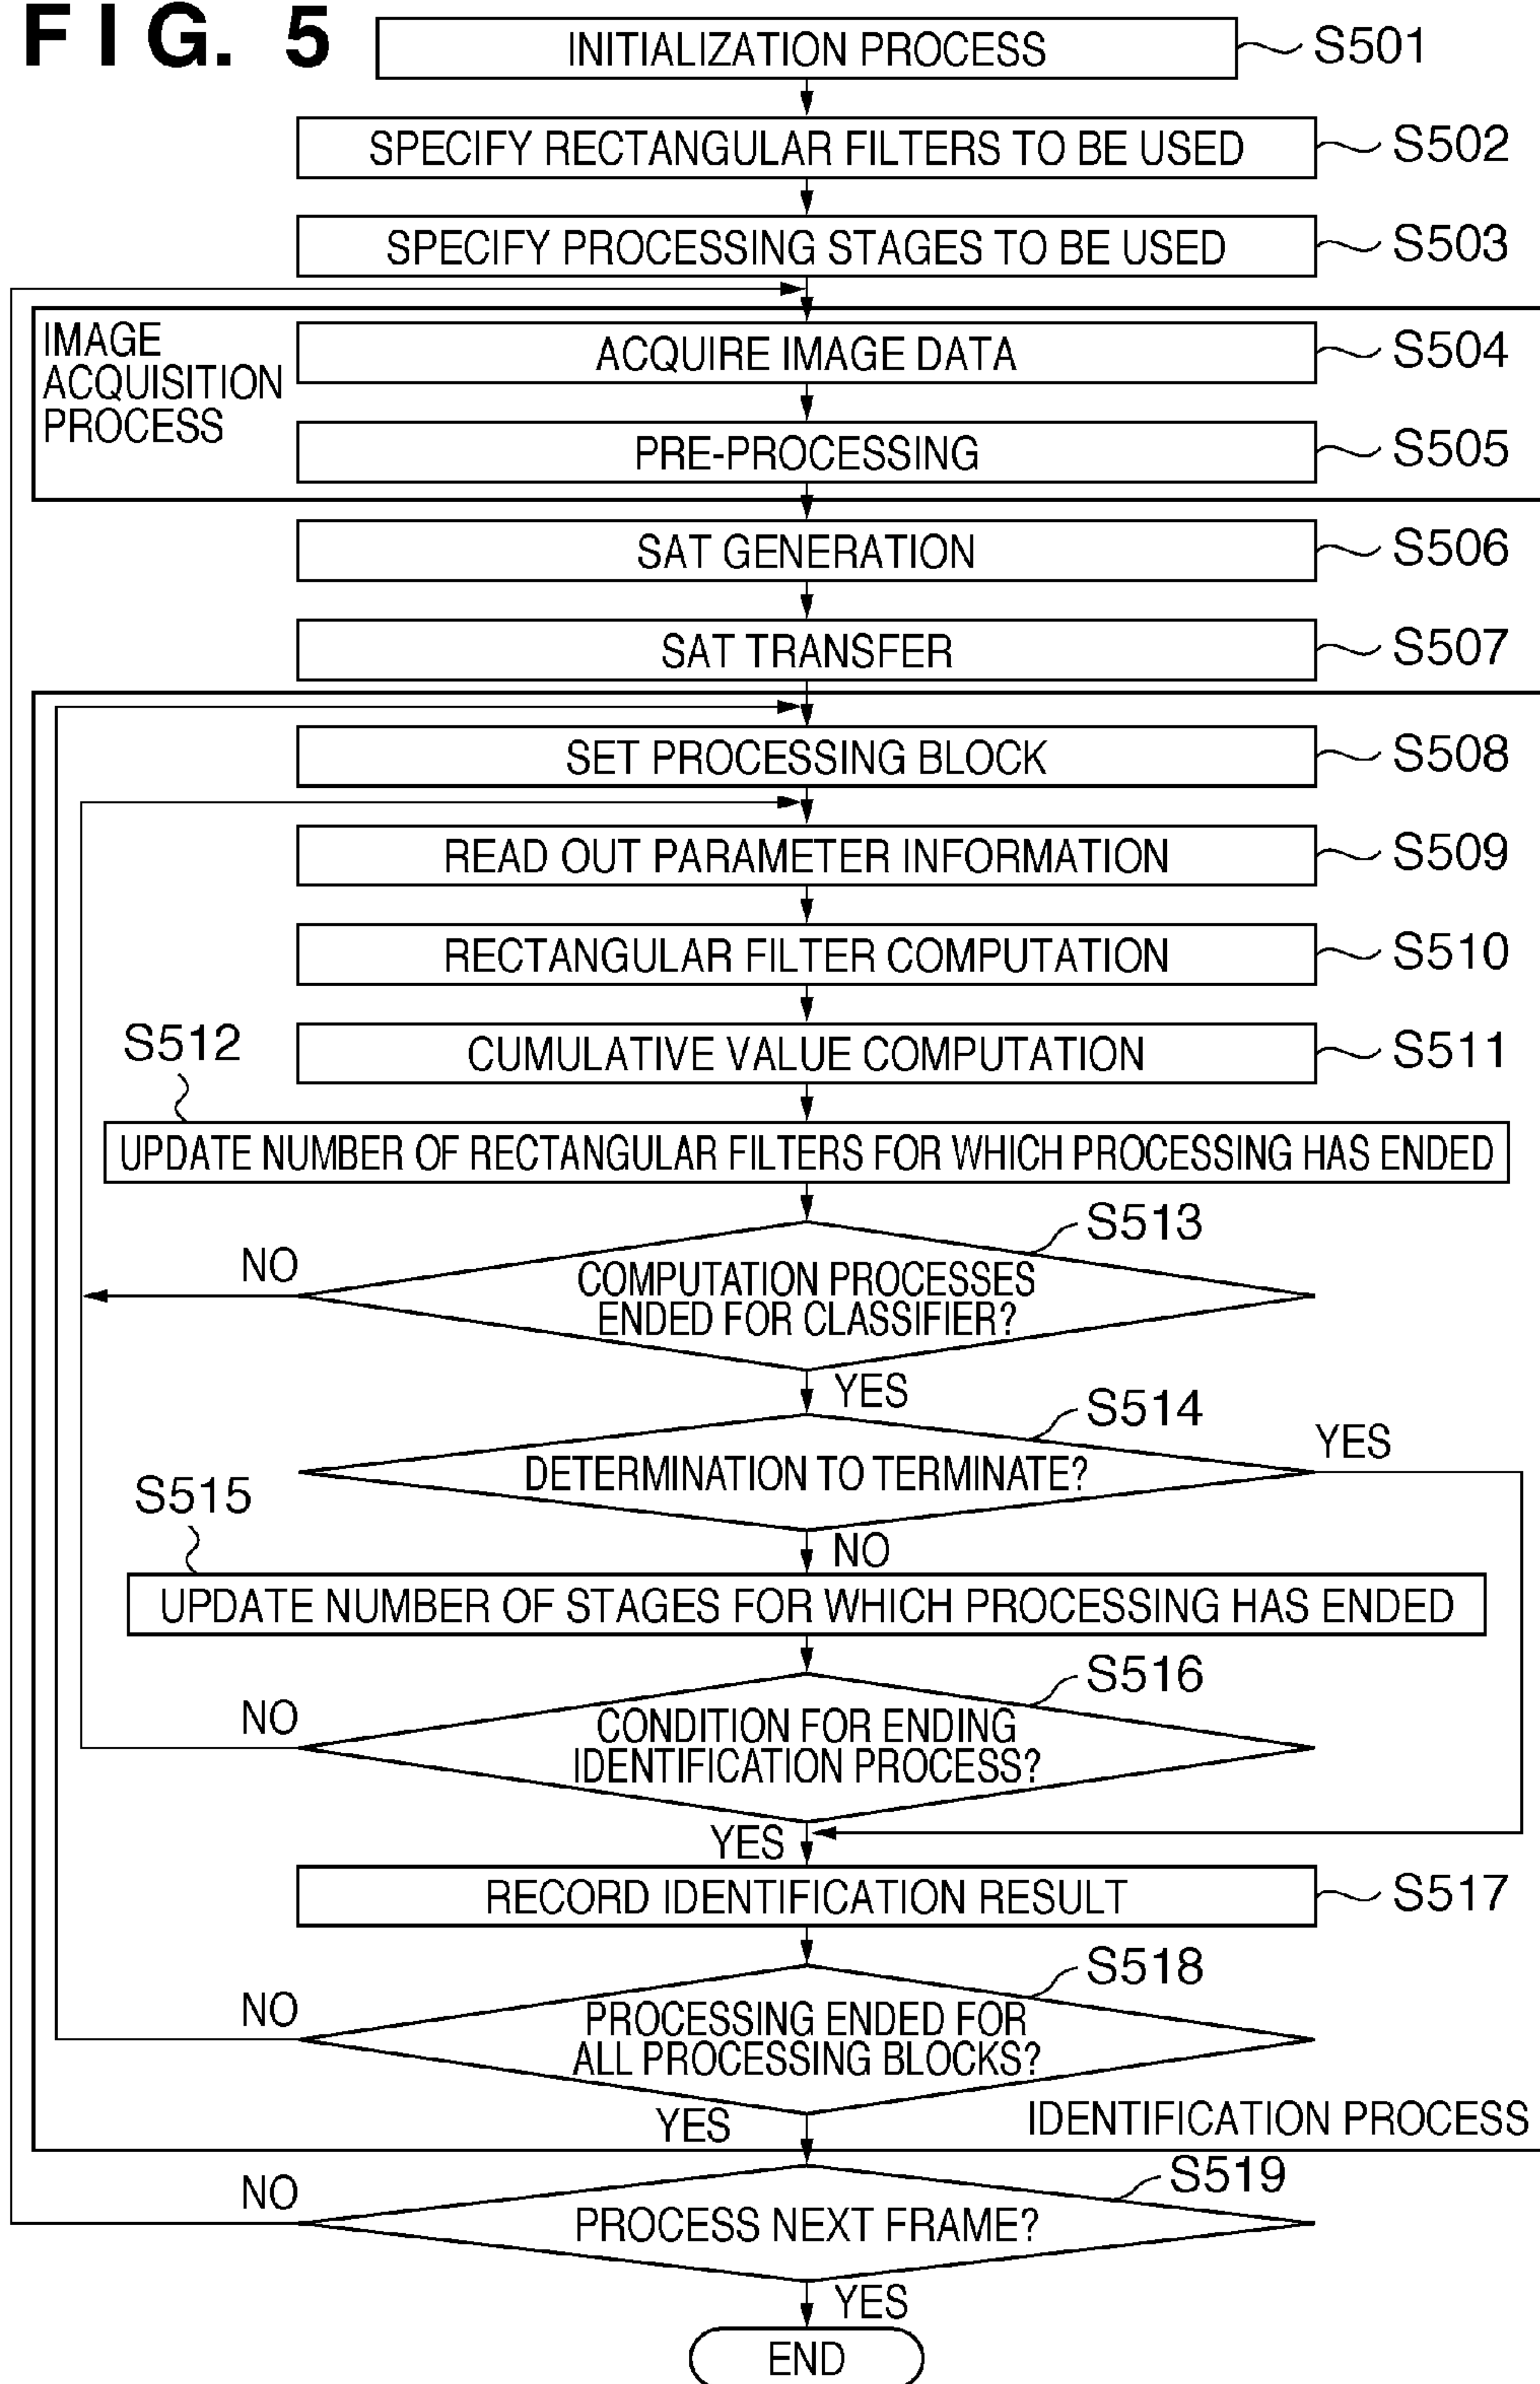 FIG. 5
INITIALIZATION PROCESS
S501
SPECIFY RECTANGULAR FILTERS TO BE USED
S502
SPECIFY PROCESSING STAGES TO BE USED
S503
IMAGE
ACQUISITION
PROCESS
ACQUIRE IMAGE DATA
S504
PRE-PROCESSING
S505
SAT GENERATION
S506
SAT TRANSFER
S507
SET PROCESSING BLOCK
S508
READ OUT PARAMETER INFORMATION
S509
RECTANGULAR FILTER COMPUTATION
S510
CUMULATIVE VALUE COMPUTATION
S511
S512
UPDATE NUMBER OF RECTANGULAR FILTERS FOR WHICH PROCESSING HAS ENDED
S513
NO
COMPUTATION PROCESSES
ENDED FOR CLASSIFIER?
YES
S514
YES
DETERMINATION TO TERMINATE?
NO
S515
UPDATE NUMBER OF STAGES FOR WHICH PROCESSING HAS ENDED
S516
NO
CONDITION FOR ENDING
IDENTIFICATION PROCESS?
YES
RECORD IDENTIFICATION RESULT
S517
S518
NO
PROCESSING ENDED FOR
ALL PROCESSING BLOCKS?
YES
IDENTIFICATION PROCESS
S519
NO
PROCESS NEXT FRAME?
YES
END